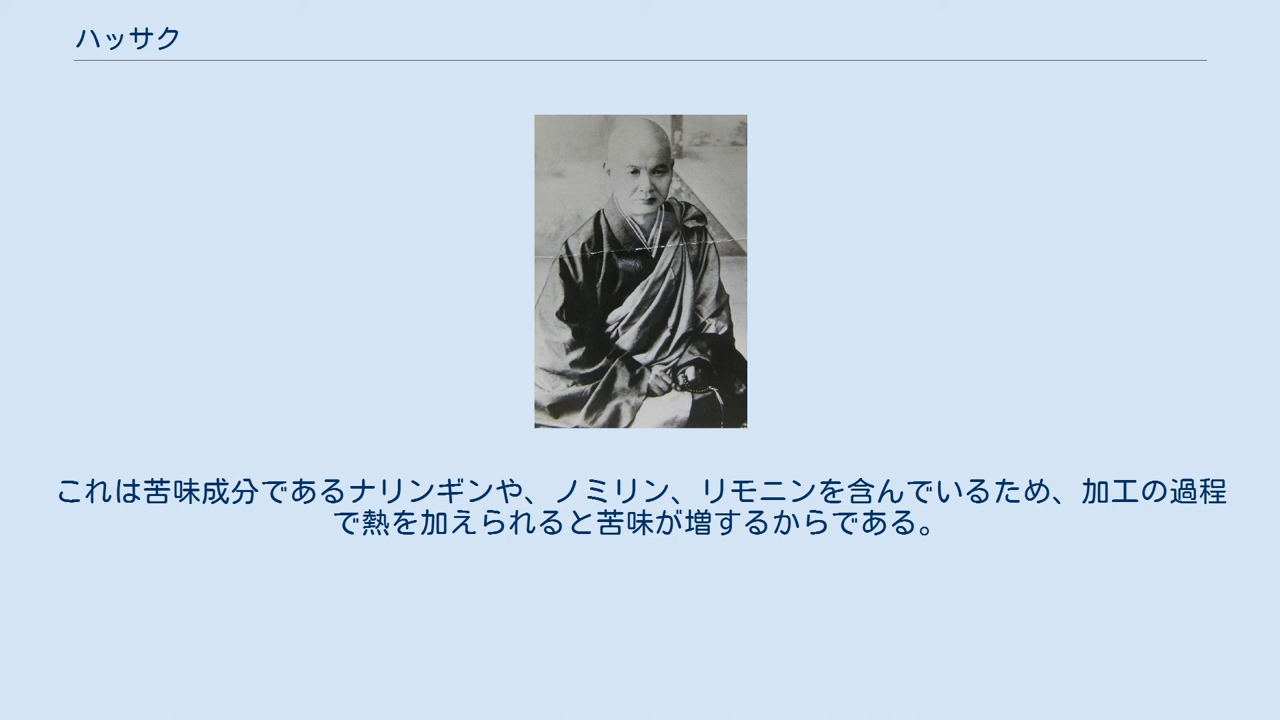 ハッサク
これは苦味成分であるナリンギンや、ノミリン、リモニンを含んでいるため、加工の過程
で熱を加えられると苦味が増するからである。